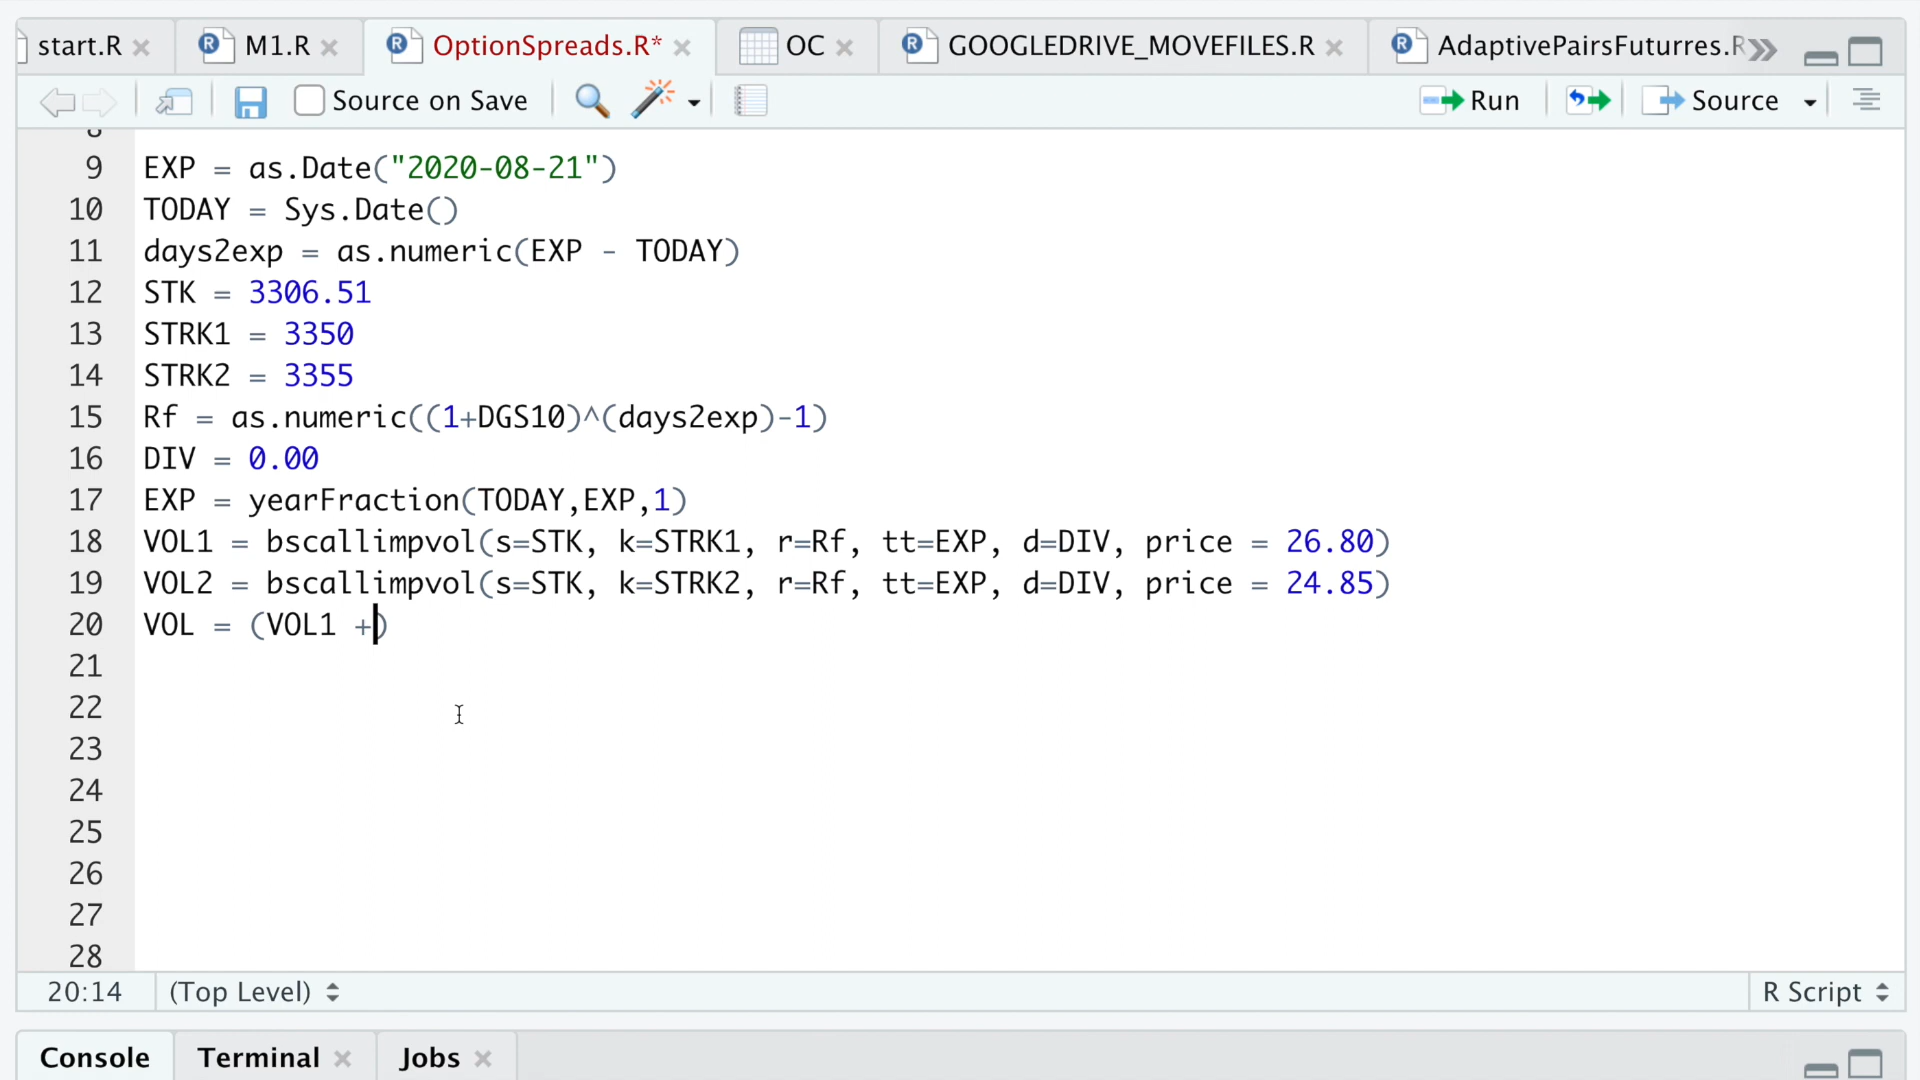 start.R
M1.R
OptionSpreads.R*
OC
GOOGLEDRIVE_MOVEFILES.R
AdaptivePairsFuturres.R
Source on Save
Run
Source
8
9 EXP = as.Date("2020-08-21")
10 TODAY = Sys.Date()
11 days2exp = as.numeric(EXP - TODAY)
12 STK = 3306.51
13 STRK1 = 3350
14 STRK2 = 3355
15 Rf = as.numeric((1+DGS10)^(days2exp)-1)
16 DIV = 0.00
17 EXP = yearFraction(TODAY,EXP,1)
18 VOL1 = bscallimpvol(s=STK, k=STRK1, r=Rf, tt=EXP, d=DIV, price = 26.80)
19 VOL2 = bscallimpvol(s=STK, k=STRK2, r=Rf, tt=EXP, d=DIV, price = 24.85)
20 VOL = (VOL1 +)
21
22
23
24
25
26
27
28
20:14
(Top Level)
R Script
Console
Terminal
Jobs